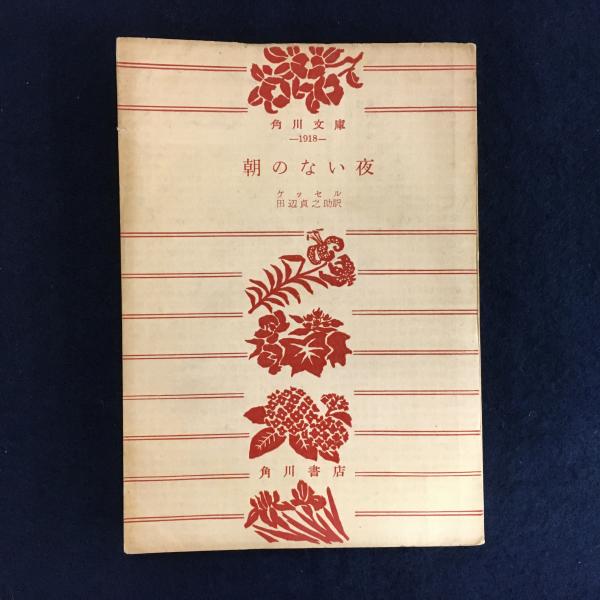 角川文庫
—1918—
朝のない夜
ケッセル
田辺貞之助訳
角川書店